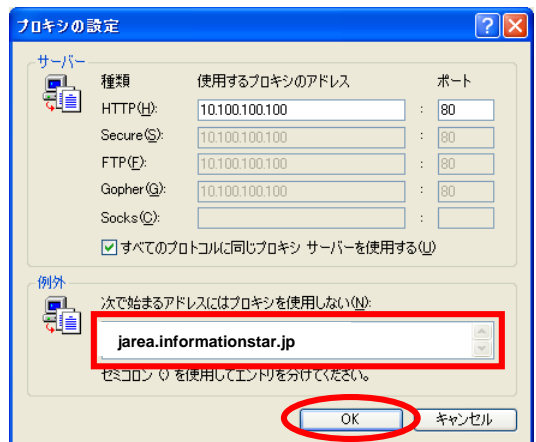 プロキシの設定
サーバー
種類 使用するプロキシのアドレス ポート
HTTP(H): 10.100.100.100 : 80
Secure(S): 10.100.100.100 : 80
FTP(F): 10.100.100.100 : 80
Gopher(G): 10.100.100.100 : 80
Socks(C): :
すべてのプロトコルに同じプロキシ サーバーを使用する(U)
例外
次で始まるアドレスにはプロキシを使用しない(N):
jarea.informationstar.jp
セミコロン (;) を使用してエントリを分けてください。
OK キャンセル